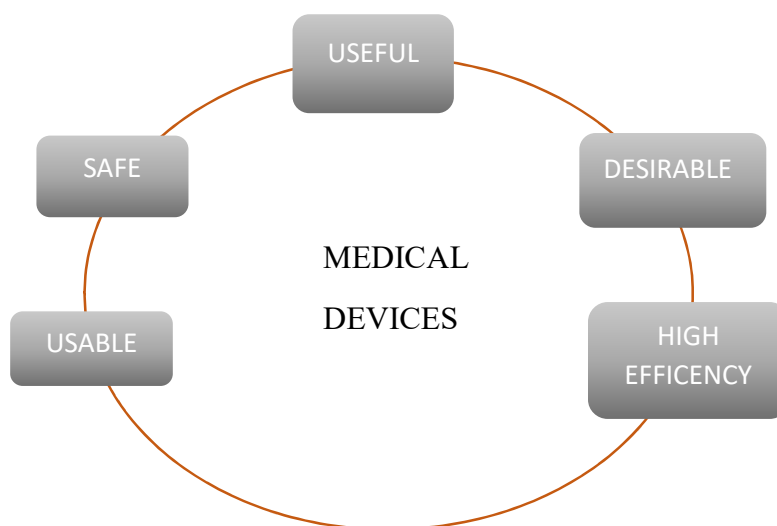 USEFUL
SAFE
DESIRABLE
MEDICAL
DEVICES
USABLE
HIGH
EFFICENCY